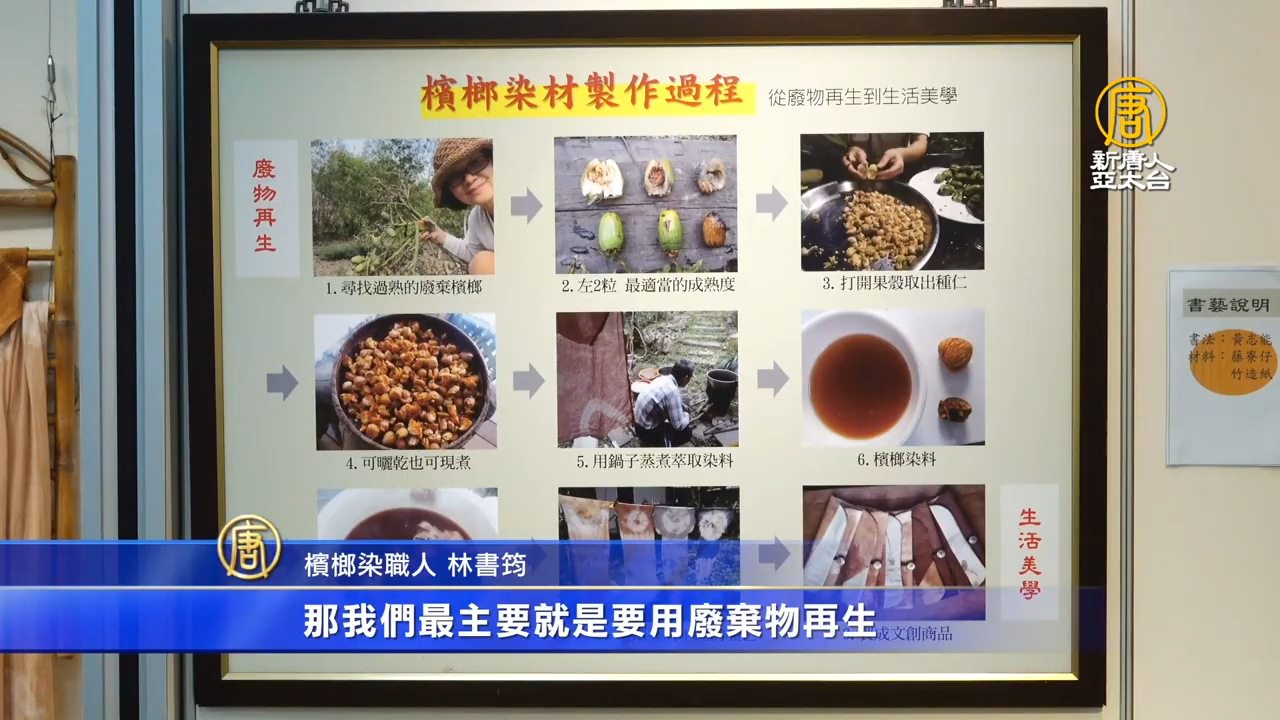 檳榔染材製作過程
從廢物再生到生活美學
唐
新唐人
亞太台
廢物再生
1. 尋找過熟的廢棄檳榔
2. 左2粒 最適當的成熟度
3. 打開果殼取出種仁
4. 可曬乾也可現煮
5. 用鍋子蒸煮萃取染料
6. 檳榔染料
書藝說明
書法：黃志能
材料：藤寮仔
竹造紙
生活美學
成文創商品
唐
檳榔染職人 林書筠
那我們最主要就是要用廢棄物再生